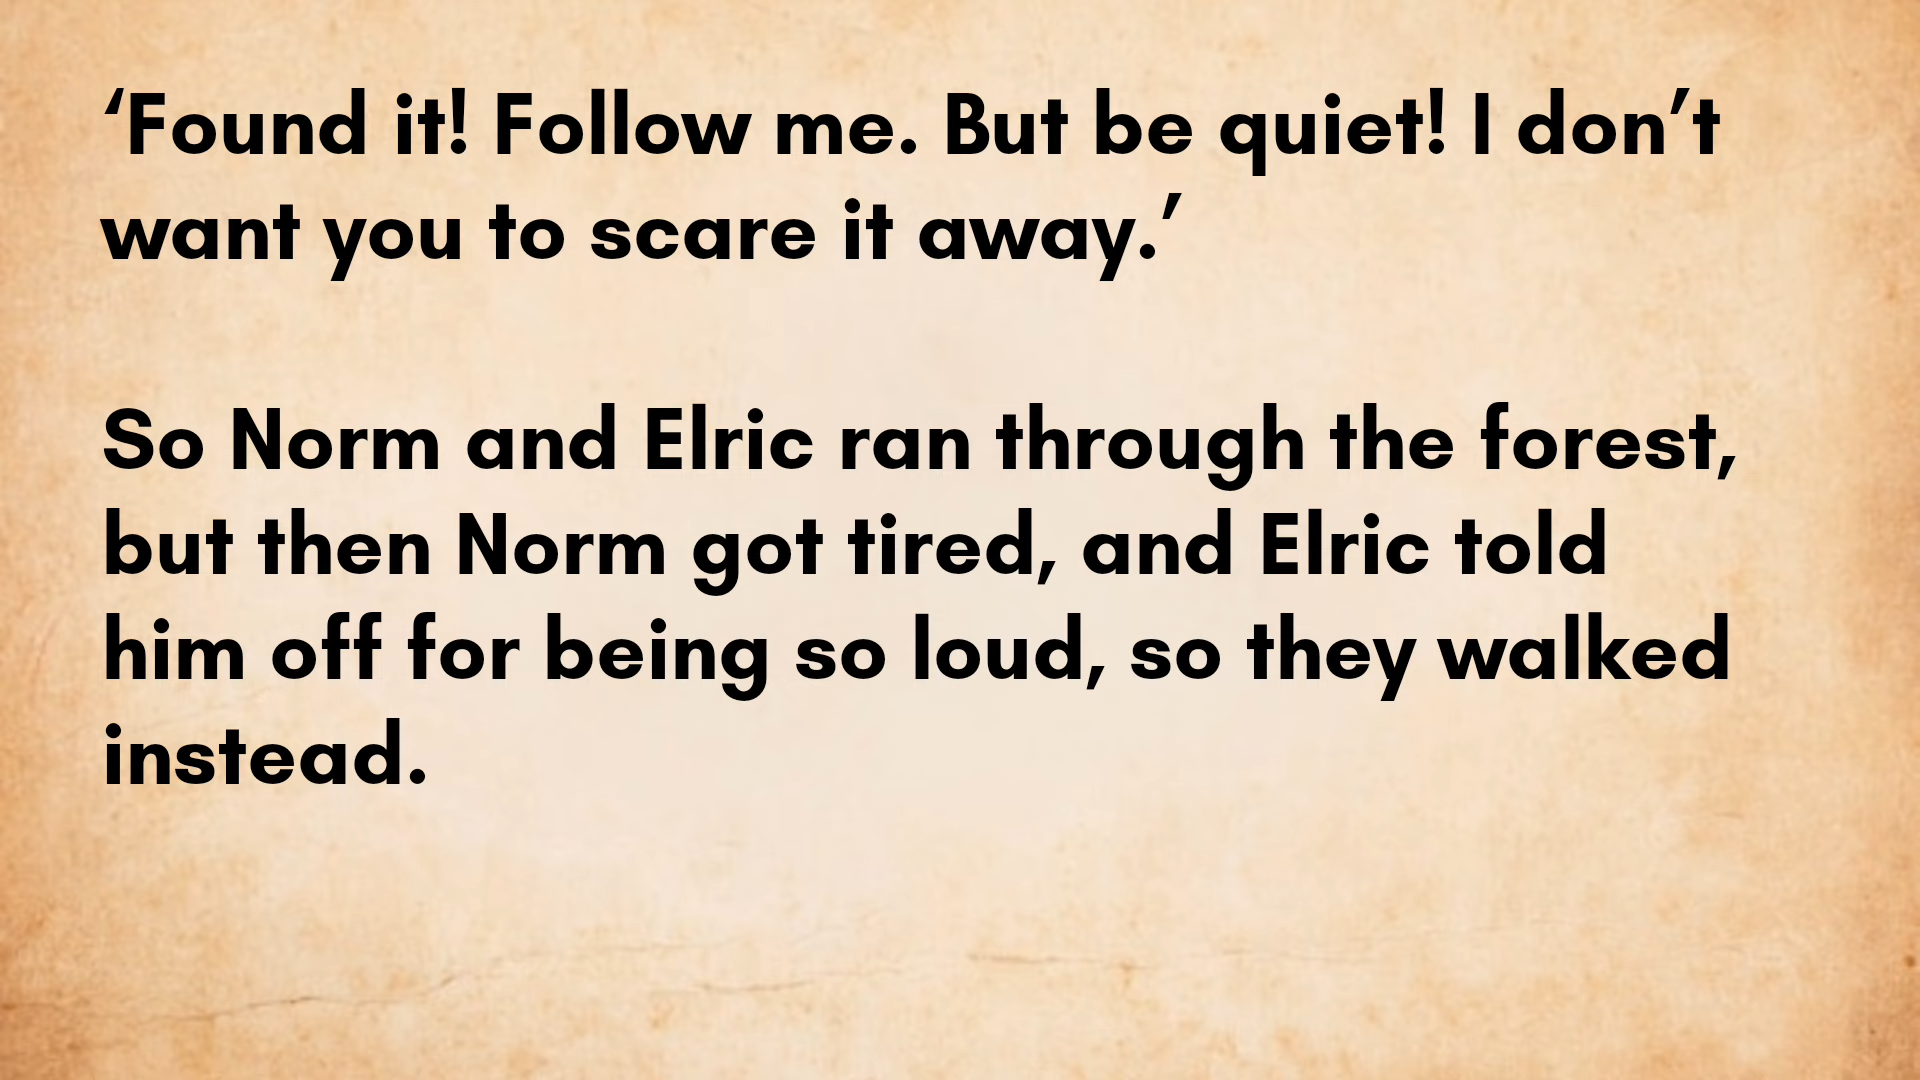 ‘Found it! Follow me. But be quiet! I don’t
want you to scare it away.’
So Norm and Elric ran through the forest,
but then Norm got tired, and Elric told
him off for being so loud, so they walked
instead.